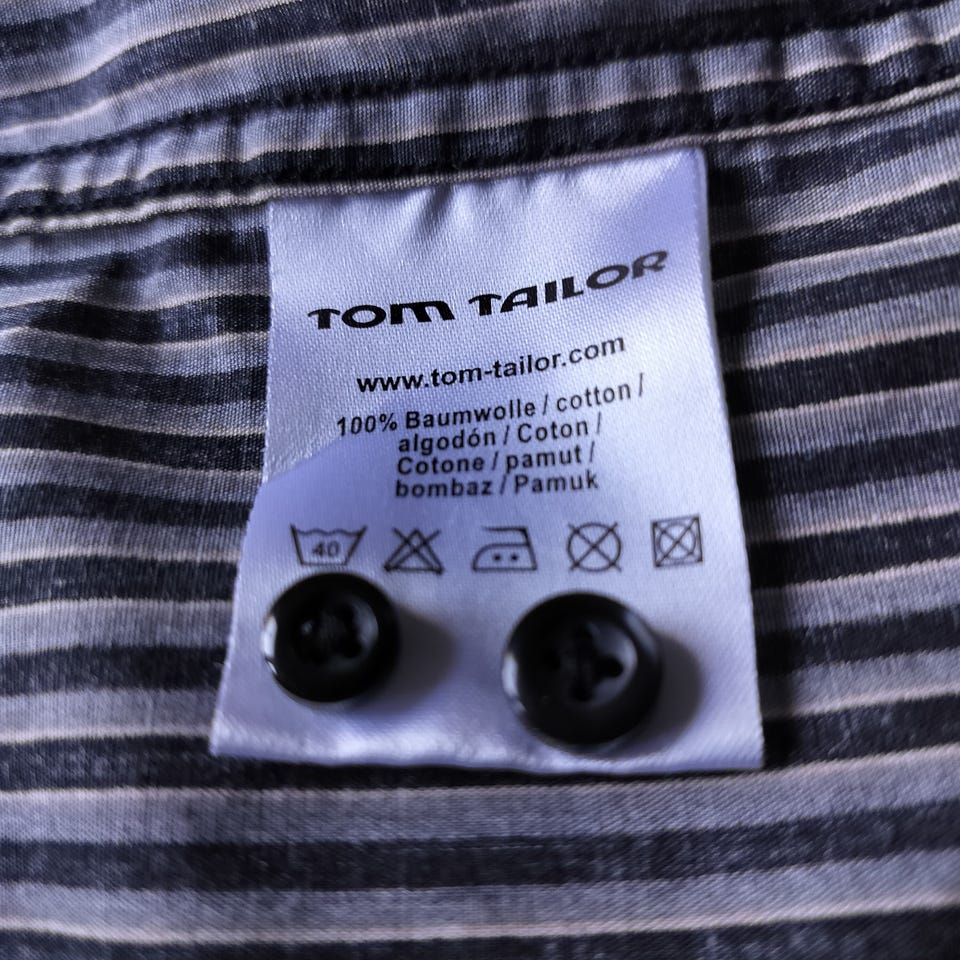 TOM TAILOR
www.tom-tailor.com
100% Baumwolle / cotton /
algodón / Coton /
Cotone / pamut /
bombaz / Pamuk
40